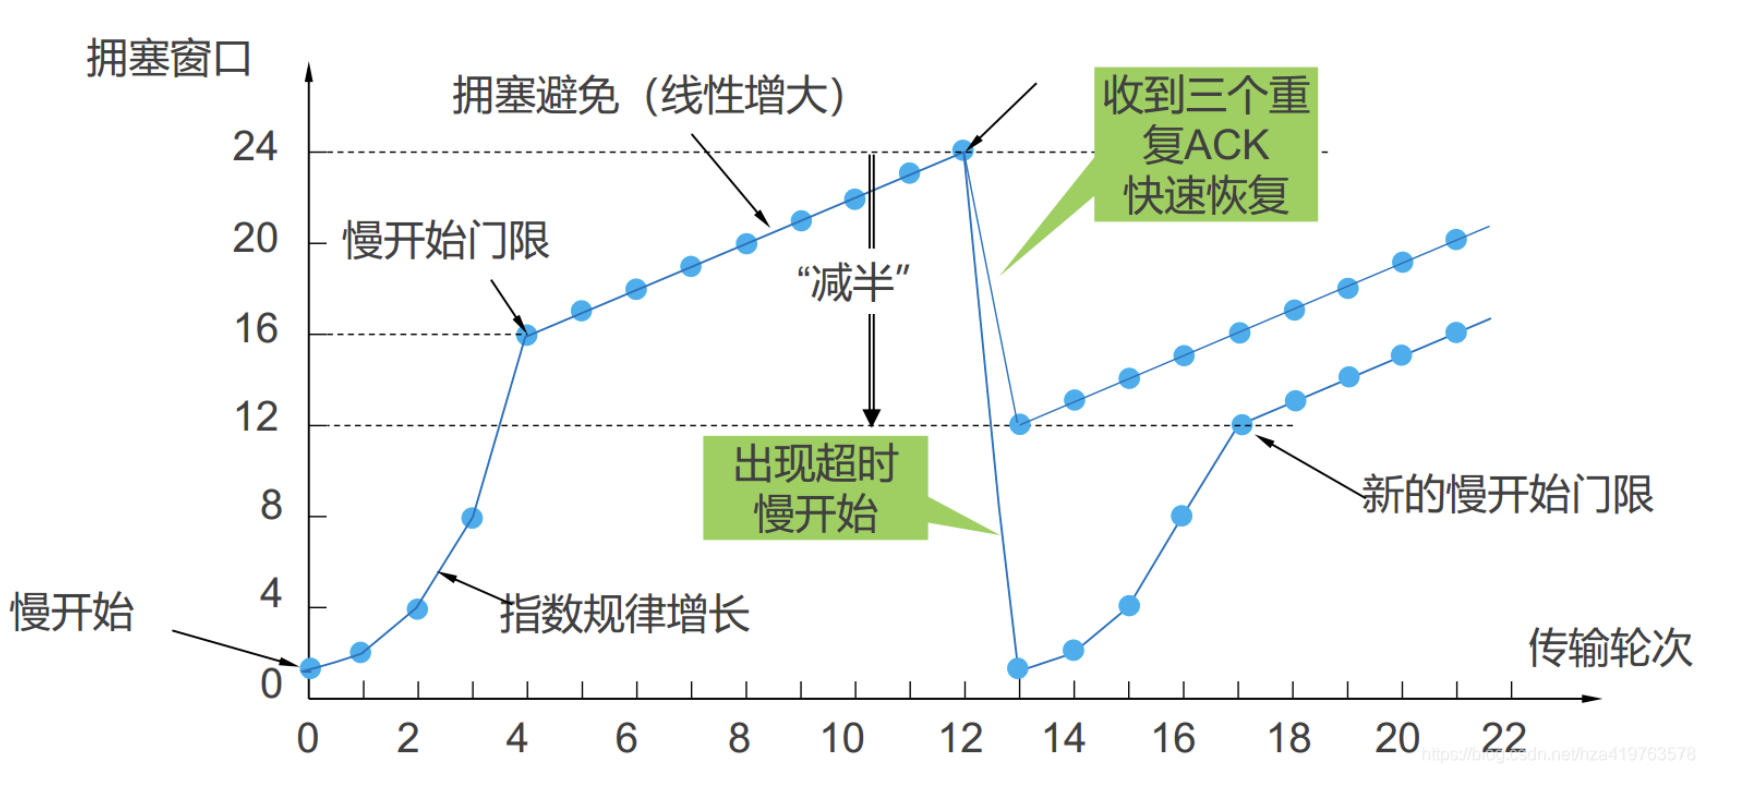 拥塞窗口
拥塞避免（线性增大）
收到三个重
复ACK
快速恢复
24
慢开始门限
20
“减半”
16
12
出现超时
慢开始
新的慢开始门限
8
4
指数规律增长
慢开始
传输轮次
0
0 2 4 6 8 10 12 14 16 18 20 22
https://blog.csdn.net/hza419763578